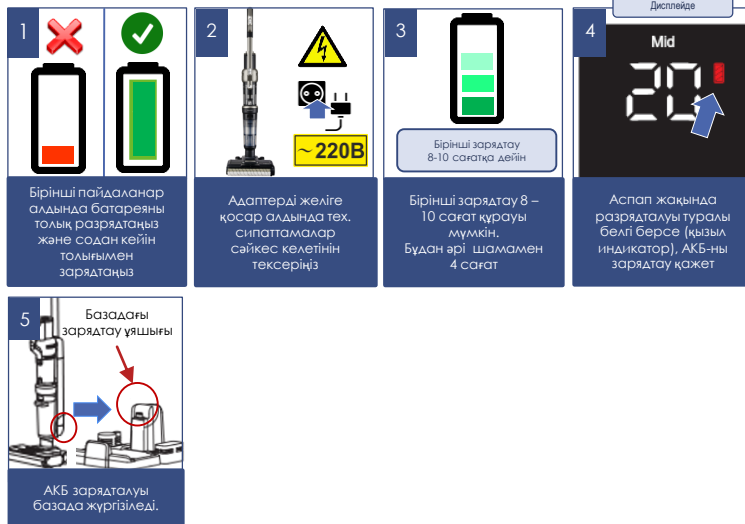 1
Бірінші пайдаланар
алдында батареяны
толық разрядтаңыз
және содан кейін
толығымен
зарядтаңыз
2
~220В
Адаптерді желіге
қосар алдында тех.
сипаттамалар
сәйкес келетінін
тексеріңіз
3
Бірінші зарядтау
8-10 сағатқа дейін
Бірінші зарядтау 8 –
10 сағат құрауы
мүмкін.
Бұдан әрі шамамен
4 сағат
Дисплейде
4
Mid
20
Аспап жақында
разрядталуы туралы
белгі берсе (қызыл
индикатор), АКБ-ны
зарядтау қажет
5
Базадағы
зарядтау ұяшығы
АКБ зарядталуы
базада жүргізіледі.